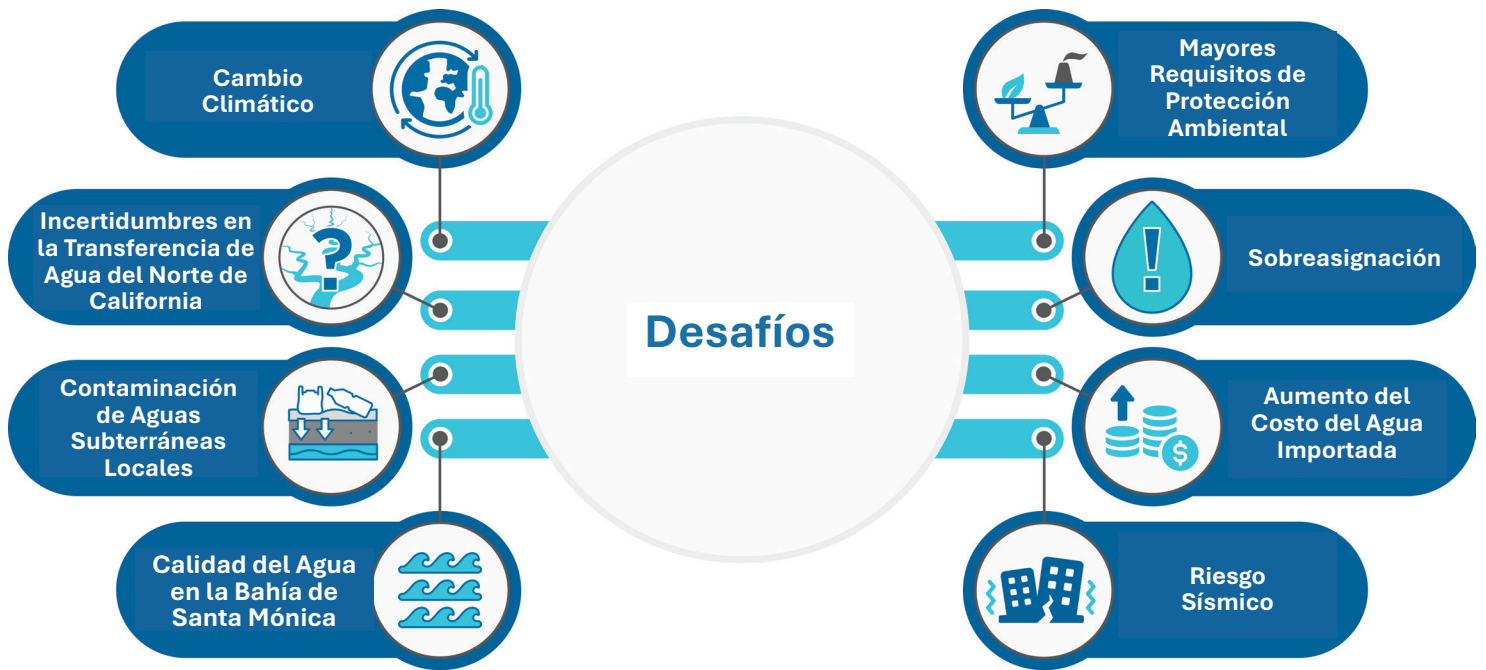 Cambio
Climático
Incertidumbres en
la Transferencia de
Agua del Norte de
California
Contaminación
de Aguas
Subterráneas
Locales
Calidad del Agua
en la Bahía de
Santa Mónica
Desafíos
Mayores
Requisitos de
Protección
Ambiental
Sobreasignación
Aumento del
Costo del Agua
Importada
Riesgo
Sísmico
?
!
$